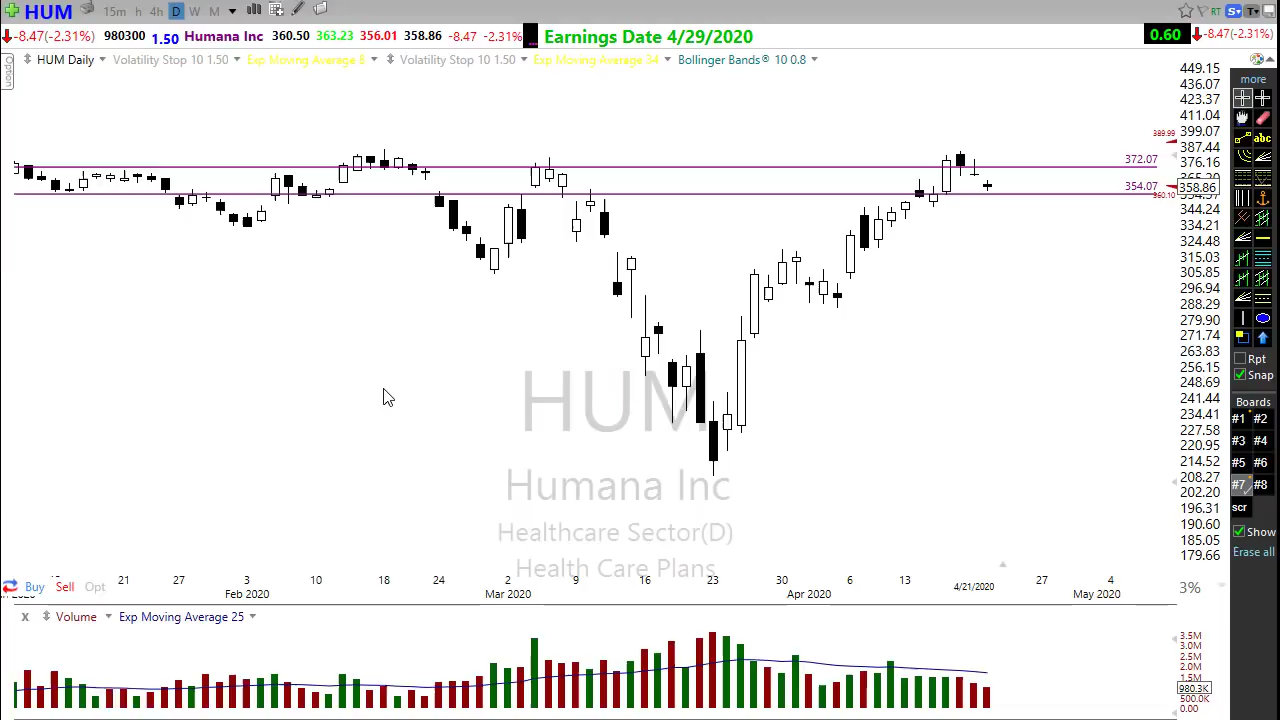 HUM 15m h 4h D W M RT S T
-8.47(-2.31%) 980300 1.50 Humana Inc 360.50 363.23 356.01 358.86 -8.47 -2.31% Earnings Date 4/29/2020 0.60 -8.47(-2.31%)
Option
HUM Daily Volatility Stop 10 1.50 Exp Moving Average 8 Volatility Stop 10 1.50 Exp Moving Average 34 Bollinger Bands® 10 0.8
449.15
436.07
423.37
411.04
399.07
387.44
376.16
344.24
334.21
324.48
315.03
305.85
296.94
288.29
279.90
271.74
263.83
256.15
248.69
241.44
234.41
227.58
220.95
214.52
208.27
202.20
196.31
190.60
185.05
179.66
389.99
372.07
354.07
358.86
360.10
more
abc
Rpt
Snap
Boards
#1 #2
#3 #4
#5 #6
#7 #8
scr
Show
Erase all
HUM
Humana Inc
Healthcare Sector(D)
Health Care Plans
Buy Sell Opt
21 27 3 10 18 24 2 9 16 23 30 6 13 4/21/2020 27 4
Feb 2020 Mar 2020 Apr 2020 May 2020
3%
x Volume Exp Moving Average 25
3.5M
3.0M
2.5M
2.0M
1.5M
980.3K
500.0K
0.00